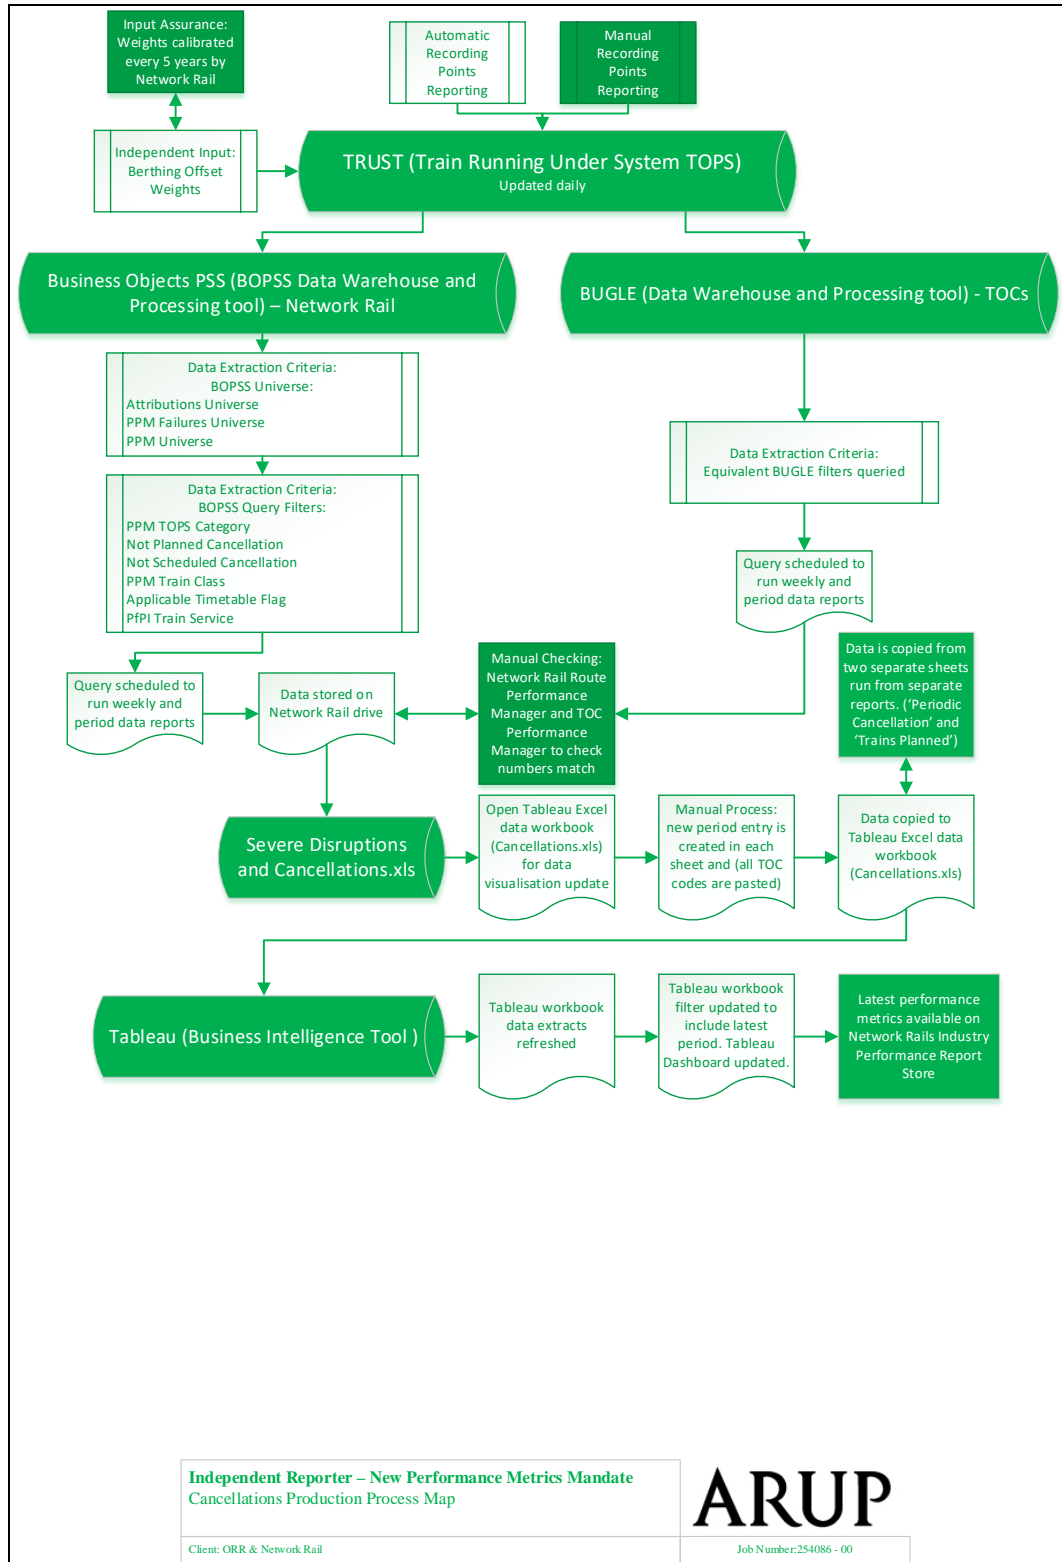 Input Assurance:
Weights calibrated
every 5 years by
Network Rail
Automatic
Recording
Points
Reporting
Manual
Recording
Points
Reporting
Independent Input:
Berthing Offset
Weights
TRUST (Train Running Under System TOPS)
Updated daily
Business Objects PSS (BOPSS Data Warehouse and
Processing tool) – Network Rail
BUGLE (Data Warehouse and Processing tool) - TOCs
Data Extraction Criteria:
BOPSS Universe:
Attributions Universe
PPM Failures Universe
PPM Universe
Data Extraction Criteria:
Equivalent BUGLE filters queried
Data Extraction Criteria:
BOPSS Query Filters:
PPM TOPS Category
Not Planned Cancellation
Not Scheduled Cancellation
PPM Train Class
Applicable Timetable Flag
PfPI Train Service
Query scheduled to
run weekly and
period data reports
Query scheduled to
run weekly and
period data reports
Data stored on
Network Rail drive
Manual Checking:
Network Rail Route
Performance
Manager and TOC
Performance
Manager to check
numbers match
Data is copied from
two separate sheets
run from separate
reports. ('Periodic
Cancellation' and
'Trains Planned')
Severe Disruptions
and Cancellations.xls
Open Tableau Excel
data workbook
(Cancellations.xls)
for data
visualisation update
Manual Process:
new period entry is
created in each
sheet and (all TOC
codes are pasted)
Data copied to
Tableau Excel data
workbook
(Cancellations.xls)
Tableau (Business Intelligence Tool )
Tableau workbook
data extracts
refreshed
Tableau workbook
filter updated to
include latest
period. Tableau
Dashboard updated.
Latest performance
metrics available on
Network Rails Industry
Performance Report
Store
Independent Reporter – New Performance Metrics Mandate
Cancellations Production Process Map
ARUP
Client: ORR & Network Rail
Job Number:254086 - 00